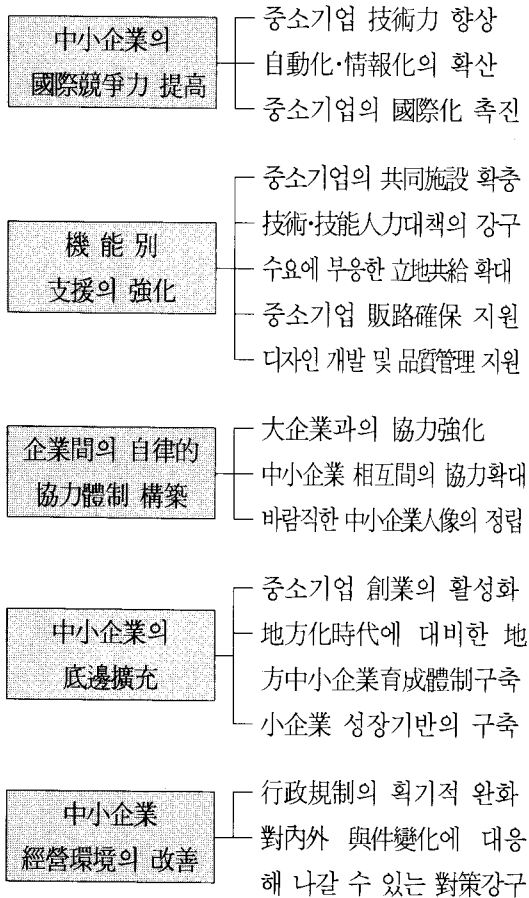 中小企業의
國際競爭力 提高
중소기업 技術力 향상
自動化·情報化의 확산
중소기업의 國際化 촉진
機能別
支援의 強化
중소기업의 共同施設 확충
技術·技能人力대책의 강구
수요에 부응한 立地共給 확대
중소기업 販路確保 지원
디자인 개발 및 品質管理 지원
企業間의 自律的
協力體制 構築
大企業과의 協力強化
中小企業 相互間의 協力확대
바람직한 中小企業人像의 정립
中小企業의
底邊擴充
중소기업 創業의 활성화
地方化時代에 대비한 地
方中小企業育成體制구축
小企業 성장기반의 구축
中小企業
經營環境의 改善
行政規制의 획기적 완화
對內外 與件變化에 대응
해 나갈 수 있는 對策강구